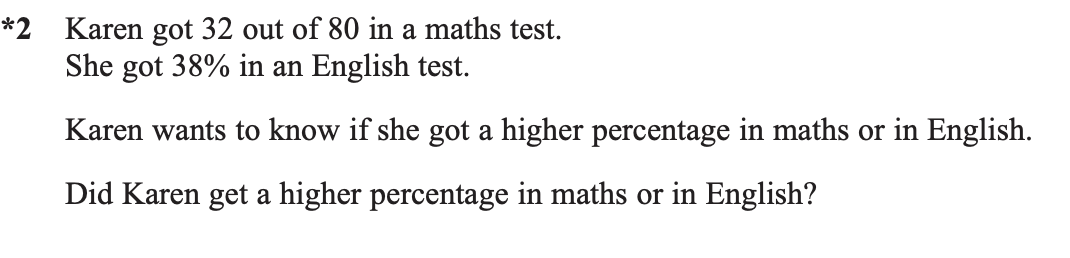 *2 Karen got 32 out of 80 in a maths test.
She got 38% in an English test.
Karen wants to know if she got a higher percentage in maths or in English.
Did Karen get a higher percentage in maths or in English?